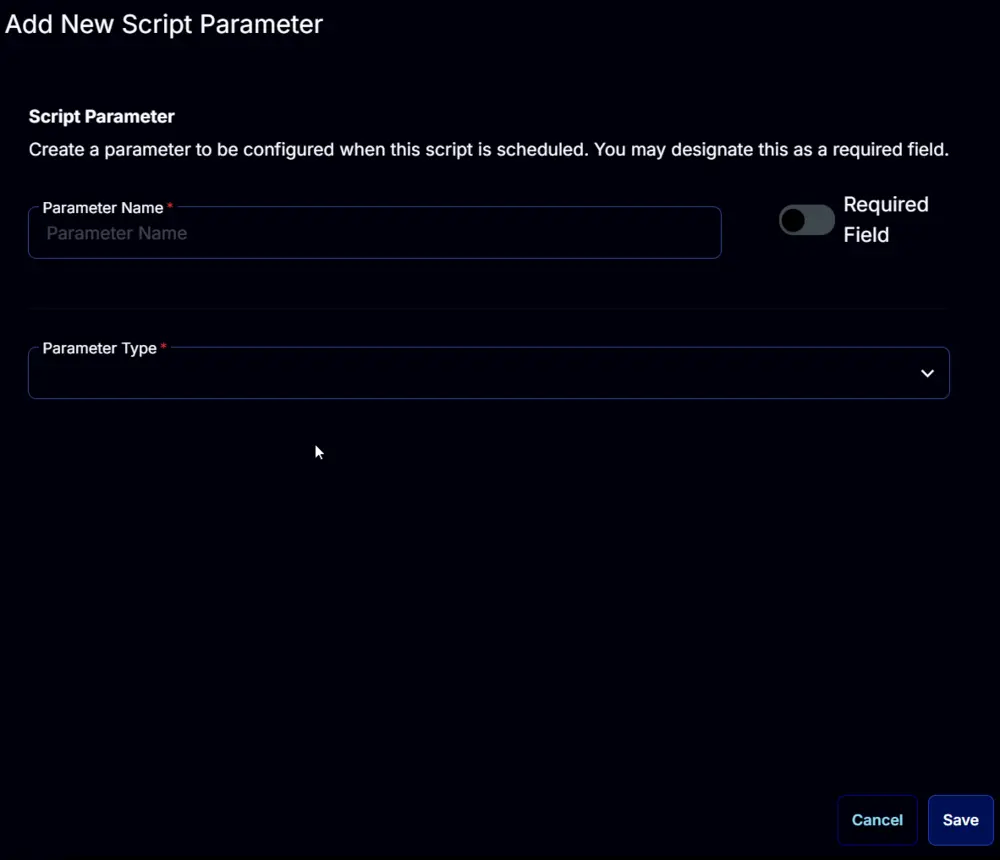 Add New Script Parameter
Script Parameter
Create a parameter to be configured when this script is scheduled. You may designate this as a required field.
Parameter Name *
Parameter Name
Required
Field
Parameter Type *
Cancel
Save